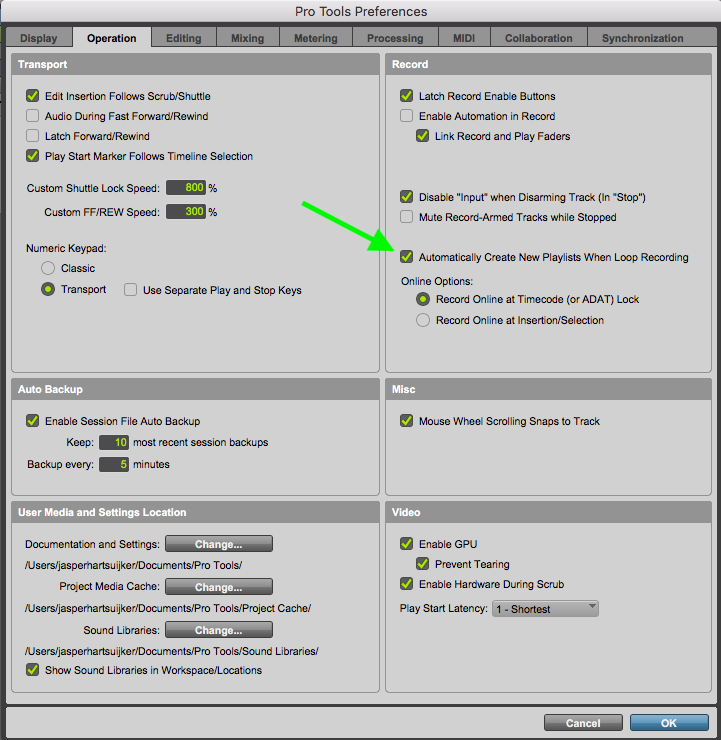 Pro Tools Preferences
Display
Operation
Editing
Mixing
Metering
Processing
MIDI
Collaboration
Synchronization
Transport
Edit Insertion Follows Scrub/Shuttle
Audio During Fast Forward/Rewind
Latch Forward/Rewind
Play Start Marker Follows Timeline Selection
Custom Shuttle Lock Speed: 800 %
Custom FF/REW Speed: 300 %
Numeric Keypad:
Classic
Transport
Use Separate Play and Stop Keys
Record
Latch Record Enable Buttons
Enable Automation in Record
Link Record and Play Faders
Disable "Input" when Disarming Track (In "Stop")
Mute Record-Armed Tracks while Stopped
Automatically Create New Playlists When Loop Recording
Online Options:
Record Online at Timecode (or ADAT) Lock
Record Online at Insertion/Selection
Auto Backup
Enable Session File Auto Backup
Keep: 10 most recent session backups
Backup every: 5 minutes
Misc
Mouse Wheel Scrolling Snaps to Track
User Media and Settings Location
Documentation and Settings: Change...
/Users/jasperhartsuijker/Documents/Pro Tools/
Project Media Cache: Change...
/Users/jasperhartsuijker/Documents/Pro Tools/Project Cache/
Sound Libraries: Change...
/Users/jasperhartsuijker/Documents/Pro Tools/Sound Libraries/
Show Sound Libraries in Workspace/Locations
Video
Enable GPU
Prevent Tearing
Enable Hardware During Scrub
Play Start Latency: 1 - Shortest
Cancel
OK